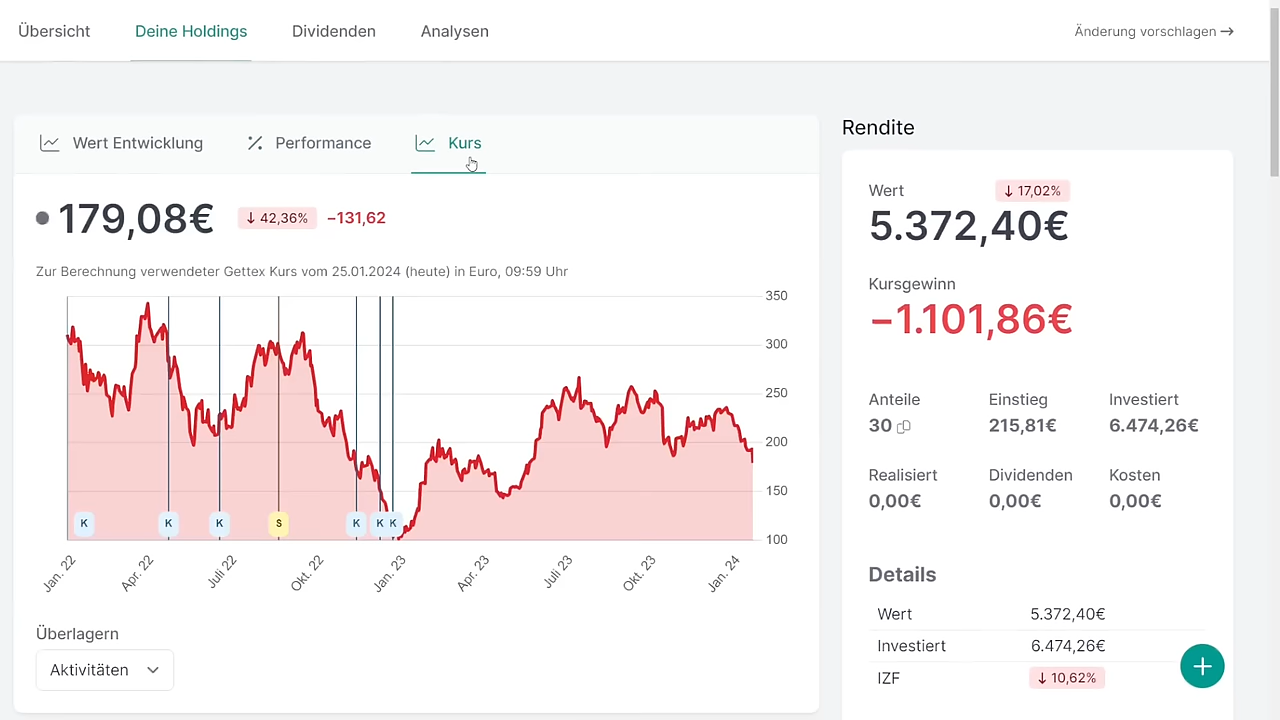 Übersicht Deine Holdings Dividenden Analysen Änderung vorschlagen →
Wert Entwicklung Performance Kurs
179,08€ ↓ 42,36% −131,62
Zur Berechnung verwendeter Gettex Kurs vom 25.01.2024 (heute) in Euro, 09:59 Uhr
350
300
250
200
150
100
K K K S K K K
Jan. 22 Apr. 22 Juli 22 Okt. 22 Jan. 23 Apr. 23 Juli 23 Okt. 23 Jan. 24
Überlagern
Aktivitäten
Rendite
Wert ↓ 17,02%
5.372,40€
Kursgewinn
−1.101,86€
Anteile Einstieg Investiert
30 215,81€ 6.474,26€
Realisiert Dividenden Kosten
0,00€ 0,00€ 0,00€
Details
Wert 5.372,40€
Investiert 6.474,26€
IZF ↓ 10,62%
+